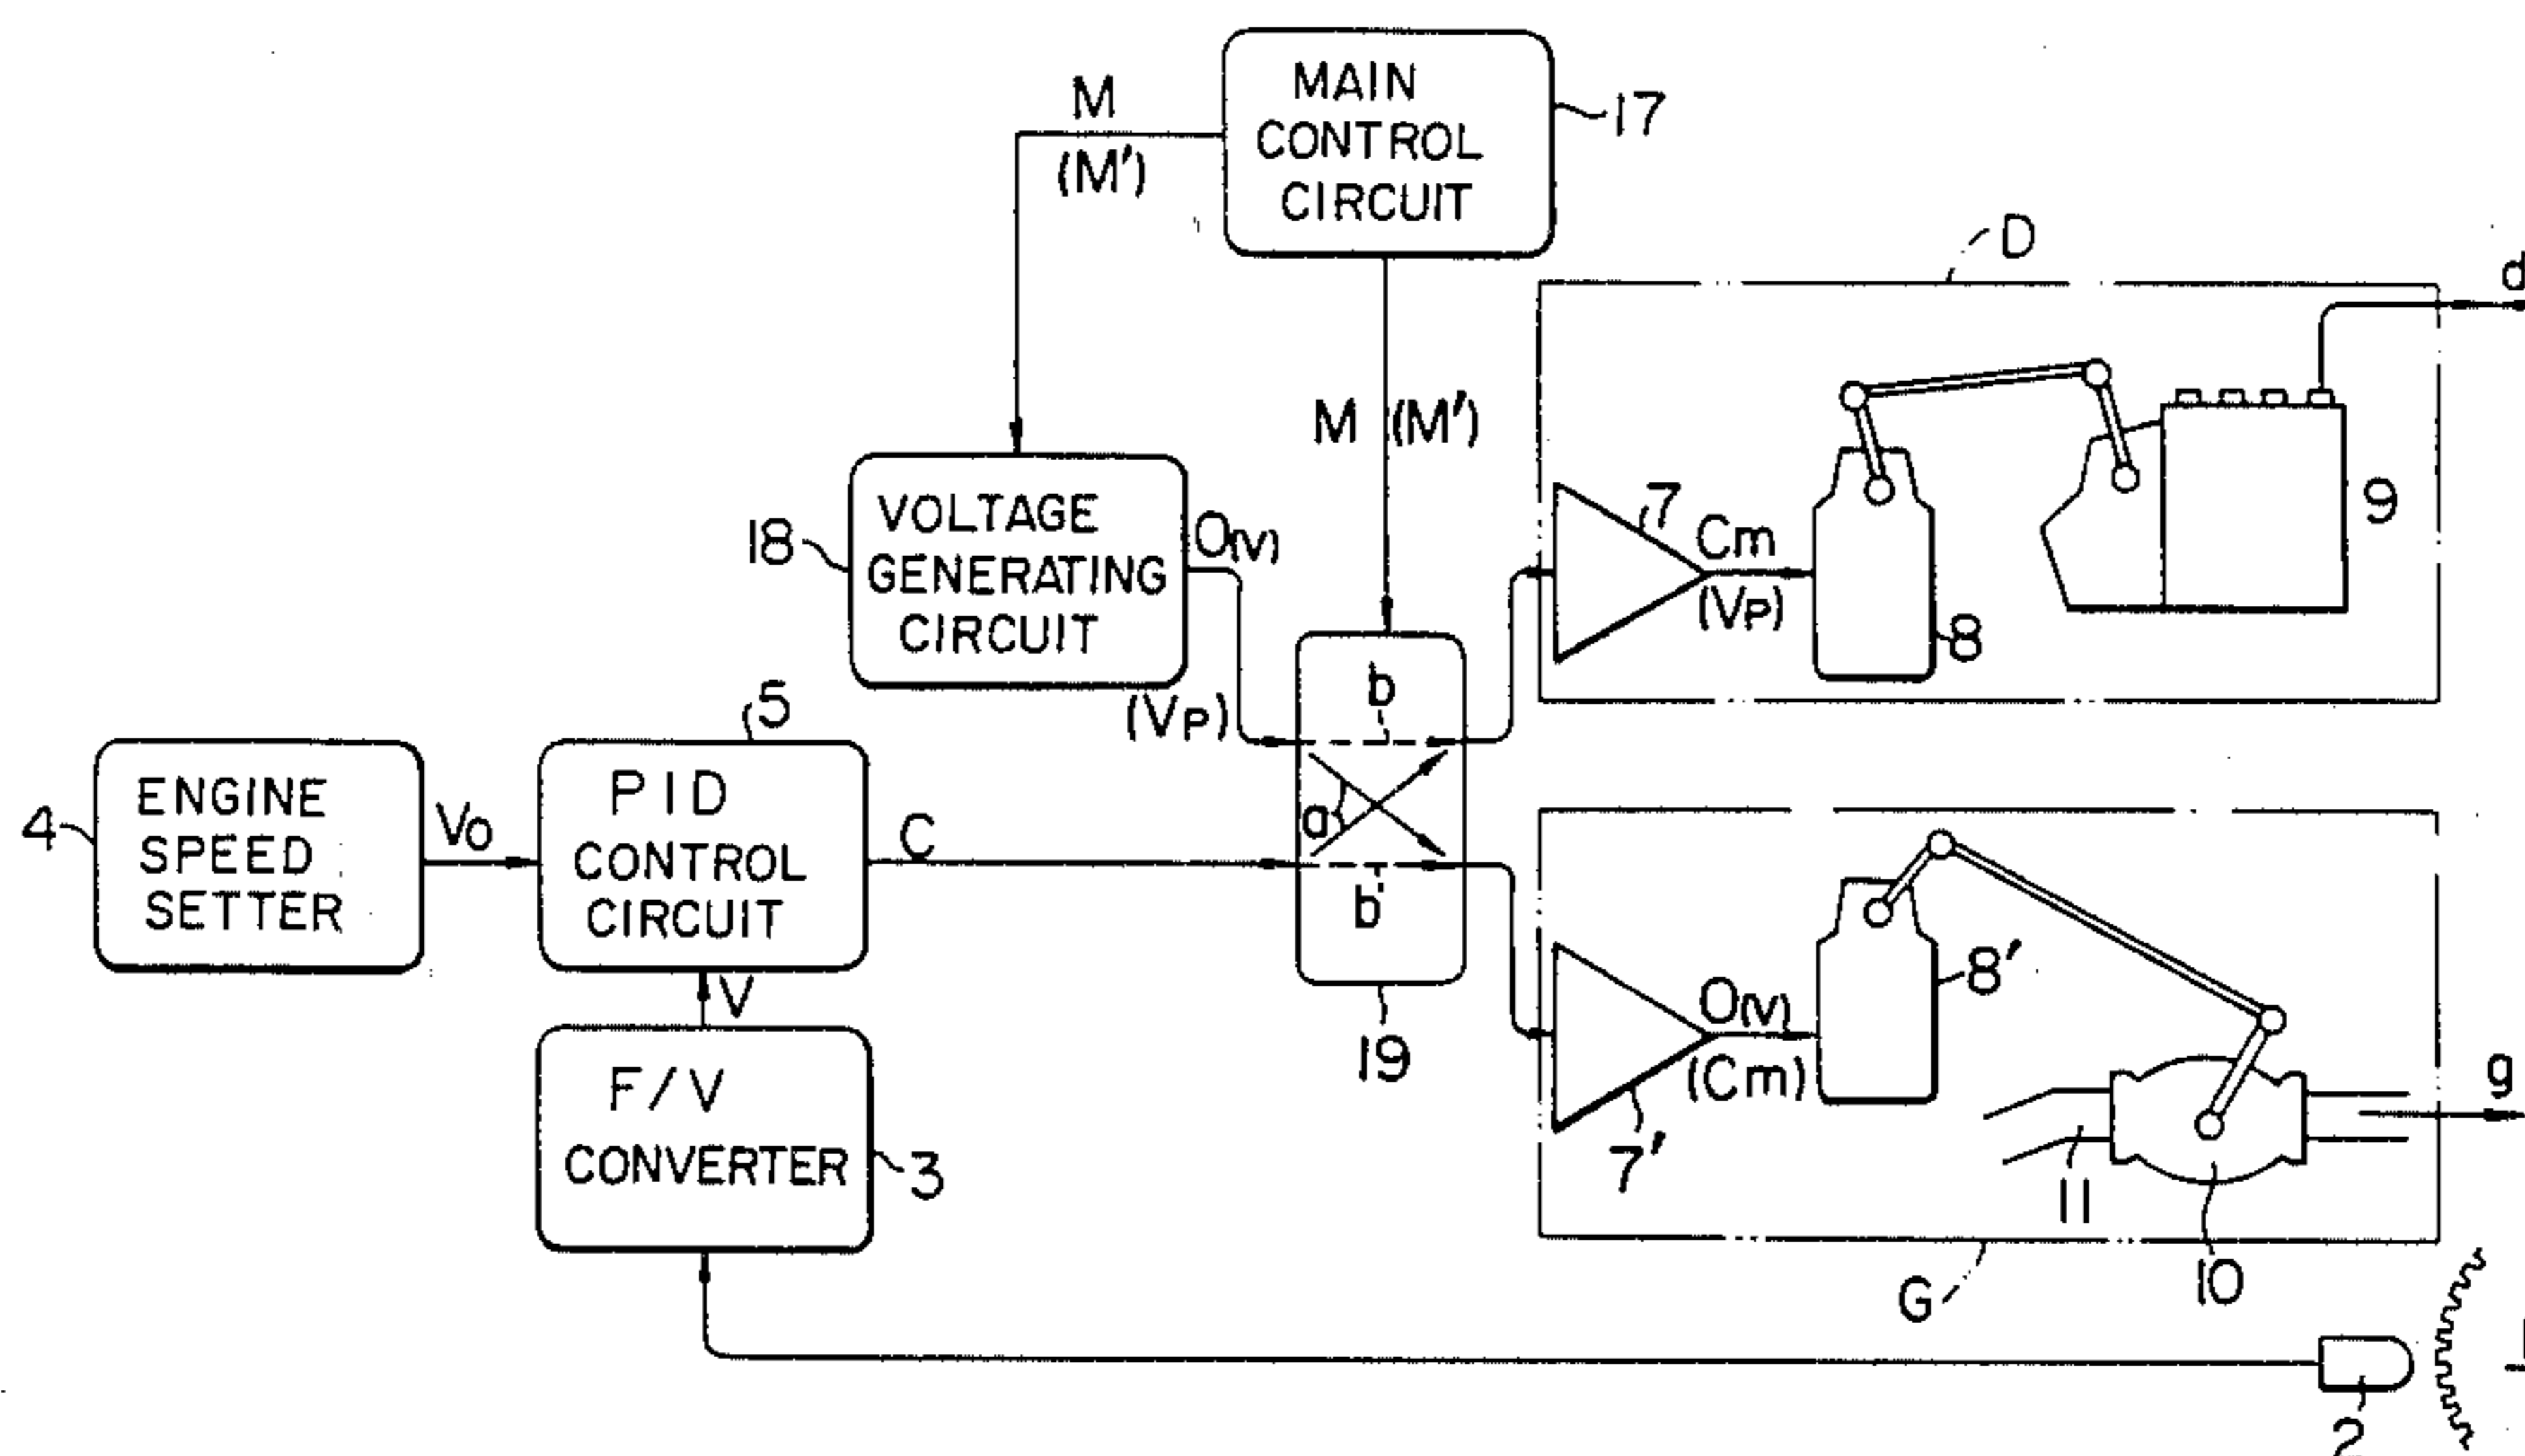 MAIN
CONTROL
CIRCUIT
17
M
(M')
D
d
M (M')
VOLTAGE
GENERATING
CIRCUIT
18
O(V)
(VP)
7
Cm
(VP)
8
9
b
a
b'
19
ENGINE
SPEED
SETTER
4
Vo
5
PID
CONTROL
CIRCUIT
C
V
F/V
CONVERTER
3
7'
O(V)
(Cm)
8'
11
10
g
G
2